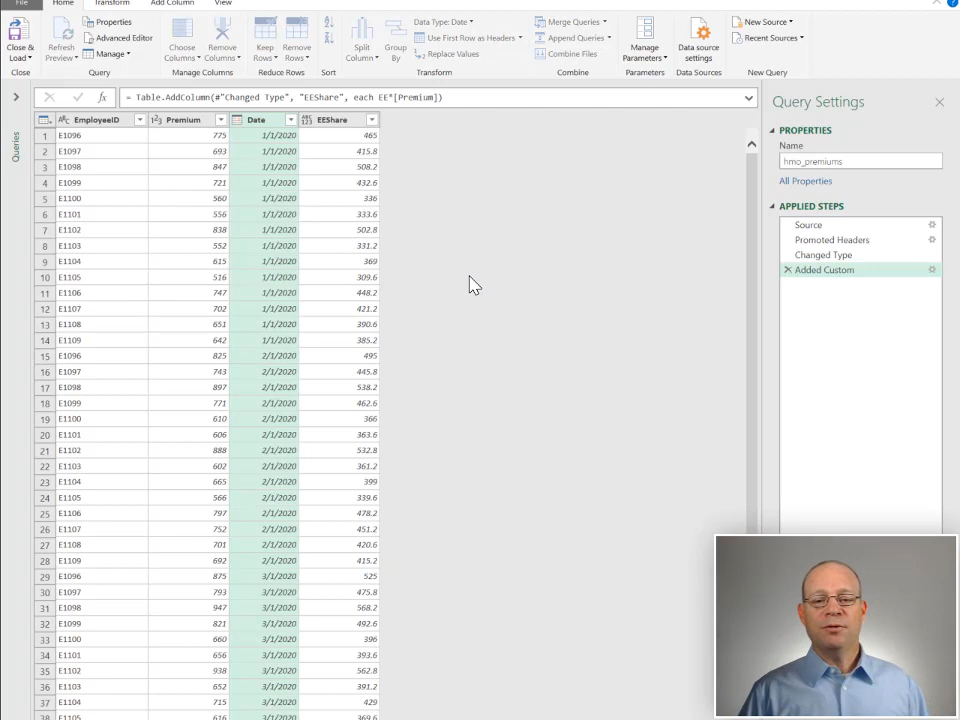 File Home Transform Add Column View
Close & Load
Close
Refresh Preview
Properties
Advanced Editor
Manage
Query
Choose Columns
Remove Columns
Manage Columns
Keep Rows
Remove Rows
Reduce Rows
Sort
Split Column
Group By
Data Type: Date
Use First Row as Headers
Replace Values
Transform
Merge Queries
Append Queries
Combine Files
Combine
Manage Parameters
Parameters
Data source settings
Data Sources
New Source
Recent Sources
New Query
fx = Table.AddColumn(#"Changed Type", "EEShare", each EE*[Premium])
Queries
EmployeeID Premium Date EEShare
1 E1096 775 1/1/2020 465
2 E1097 693 1/1/2020 415.8
3 E1098 847 1/1/2020 508.2
4 E1099 721 1/1/2020 432.6
5 E1100 560 1/1/2020 336
6 E1101 556 1/1/2020 333.6
7 E1102 838 1/1/2020 502.8
8 E1103 552 1/1/2020 331.2
9 E1104 615 1/1/2020 369
10 E1105 516 1/1/2020 309.6
11 E1106 747 1/1/2020 448.2
12 E1107 702 1/1/2020 421.2
13 E1108 651 1/1/2020 390.6
14 E1109 642 1/1/2020 385.2
15 E1096 825 2/1/2020 495
16 E1097 743 2/1/2020 445.8
17 E1098 897 2/1/2020 538.2
18 E1099 771 2/1/2020 462.6
19 E1100 610 2/1/2020 366
20 E1101 606 2/1/2020 363.6
21 E1102 888 2/1/2020 532.8
22 E1103 602 2/1/2020 361.2
23 E1104 665 2/1/2020 399
24 E1105 566 2/1/2020 339.6
25 E1106 797 2/1/2020 478.2
26 E1107 752 2/1/2020 451.2
27 E1108 701 2/1/2020 420.6
28 E1109 692 2/1/2020 415.2
29 E1096 875 3/1/2020 525
30 E1097 793 3/1/2020 475.8
31 E1098 947 3/1/2020 568.2
32 E1099 821 3/1/2020 492.6
33 E1100 660 3/1/2020 396
34 E1101 656 3/1/2020 393.6
35 E1102 938 3/1/2020 562.8
36 E1103 652 3/1/2020 391.2
37 E1104 715 3/1/2020 429
38 E1105 616 3/1/2020 369.6
Query Settings
PROPERTIES
Name
hmo_premiums
All Properties
APPLIED STEPS
Source
Promoted Headers
Changed Type
Added Custom